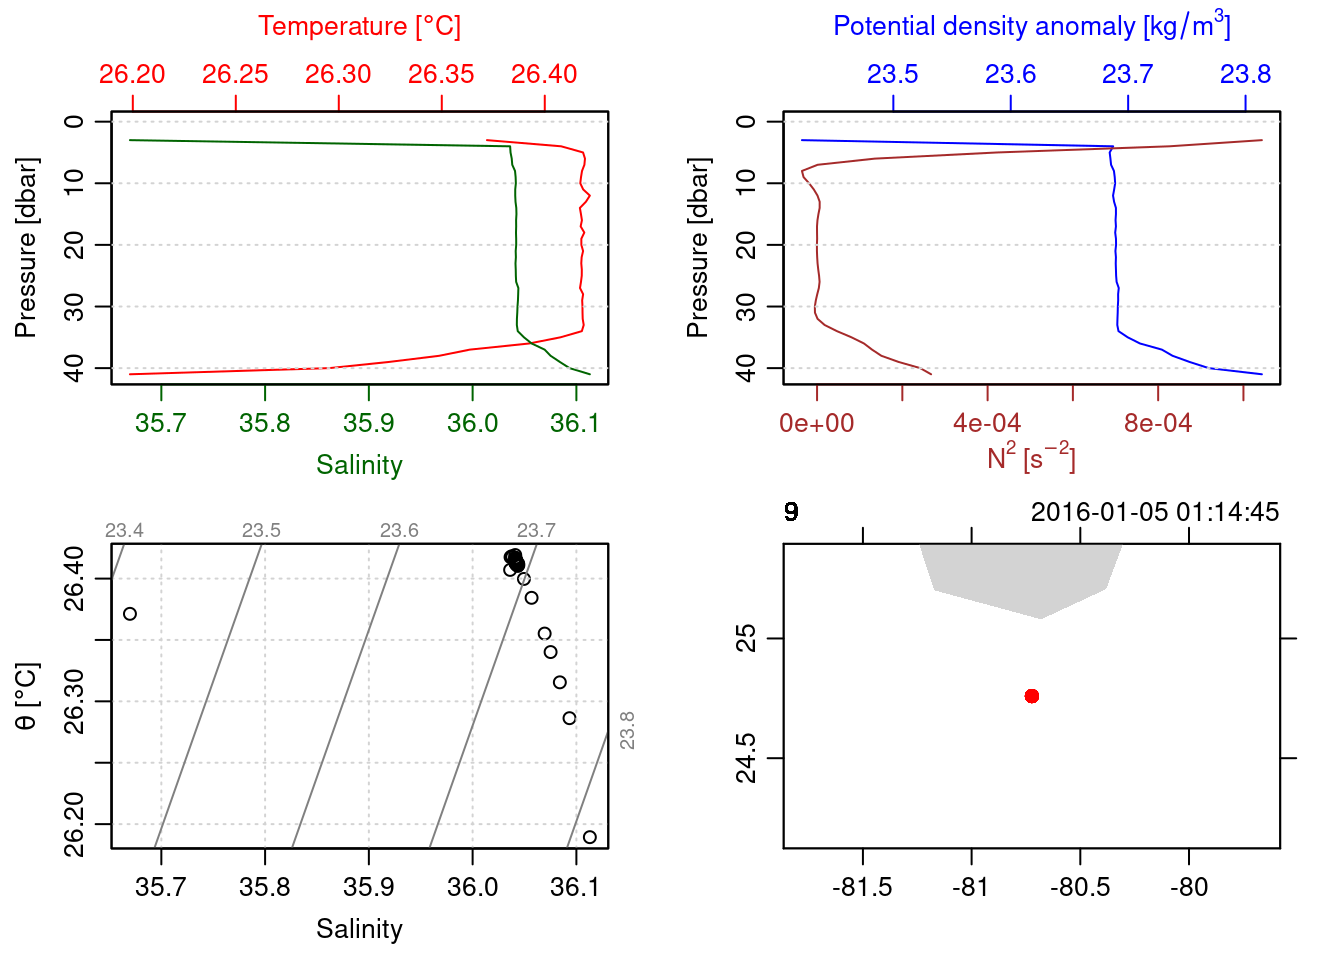 Temperature [°C]
26.20 26.25 26.30 26.35 26.40
Pressure [dbar]
0
10
20
30
40
35.7 35.8 35.9 36.0 36.1
Salinity
Potential density anomaly [kg/m³]
23.5 23.6 23.7 23.8
Pressure [dbar]
0
10
20
30
40
0e+00 4e-04 8e-04
N² [s⁻²]
23.4 23.5 23.6 23.7
23.8
θ [°C]
26.40
26.30
26.20
35.7 35.8 35.9 36.0 36.1
Salinity
9 2016-01-05 01:14:45
25
24.5
-81.5 -81 -80.5 -80